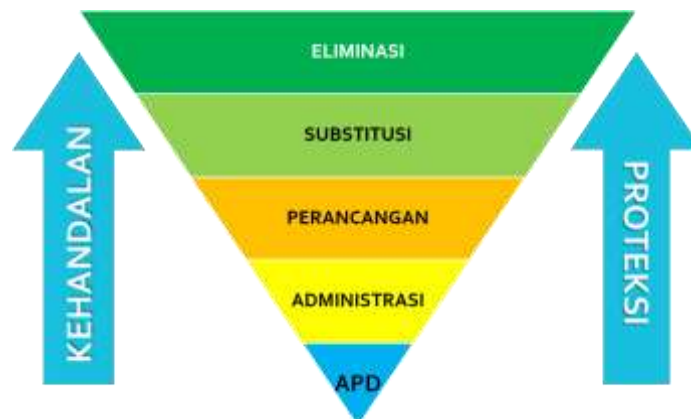 ELIMINASI
SUBSTITUSI
PERANCANGAN
ADMINISTRASI
APD
KEHANDALAN
PROTEKSI